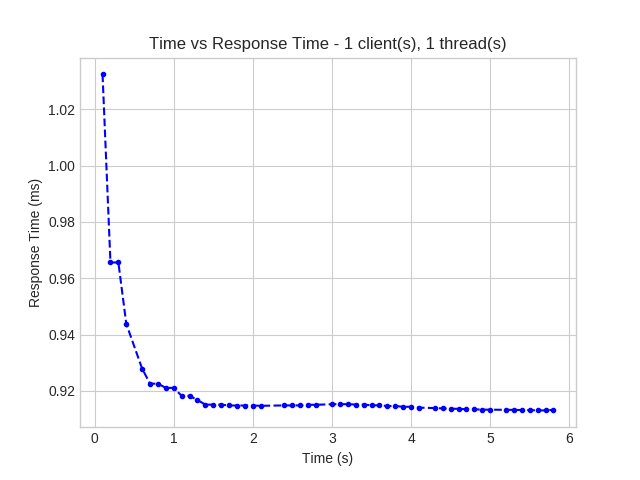 Time vs Response Time - 1 client(s), 1 thread(s)
Response Time (ms)
1.02
1.00
0.98
0.96
0.94
0.92
0 1 2 3 4 5 6
Time (s)